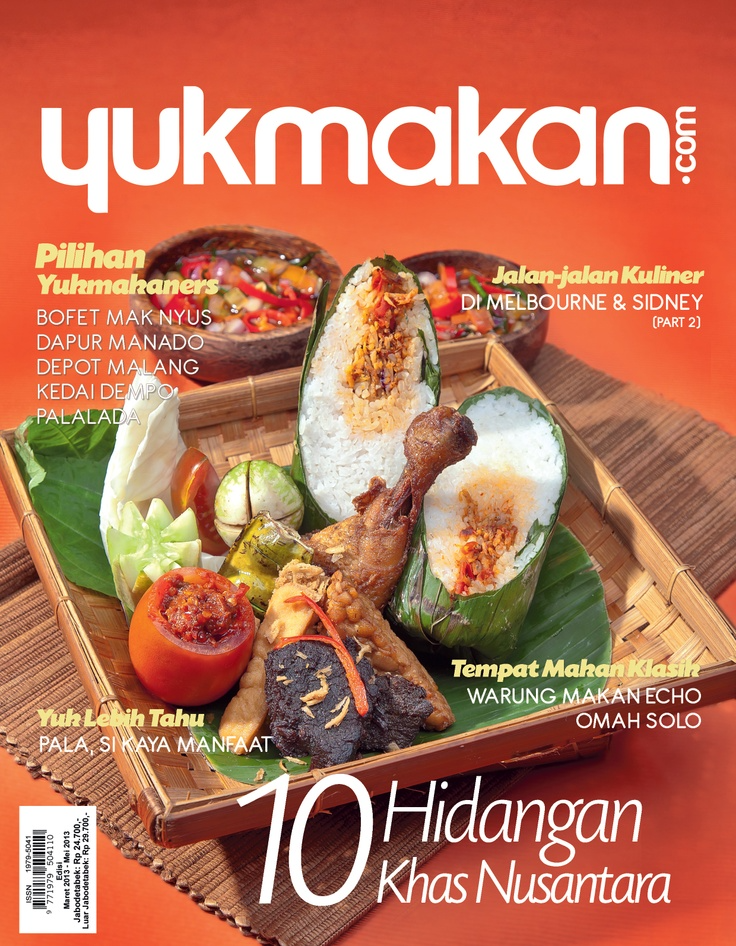 yukmakan.com
Pilihan
Yukmakaners
BOFET MAK NYUS
DAPUR MANADO
DEPOT MALANG
KEDAI DEMPO
PALALADA
Jalan-jalan Kuliner
DI MELBOURNE & SIDNEY
(PART 2)
Tempat Makan Klasik
WARUNG MAKAN ECHO
OMAH SOLO
Yuk Lebih Tahu
PALA, SI KAYA MANFAAT
10 Hidangan
Khas Nusantara
ISSN 1979-5041
9 771979 504110
Edisi
Maret 2013 - Mei 2013
Jabodetabek: Rp 24.700,-
Luar Jabodetabek: Rp 29.700,-